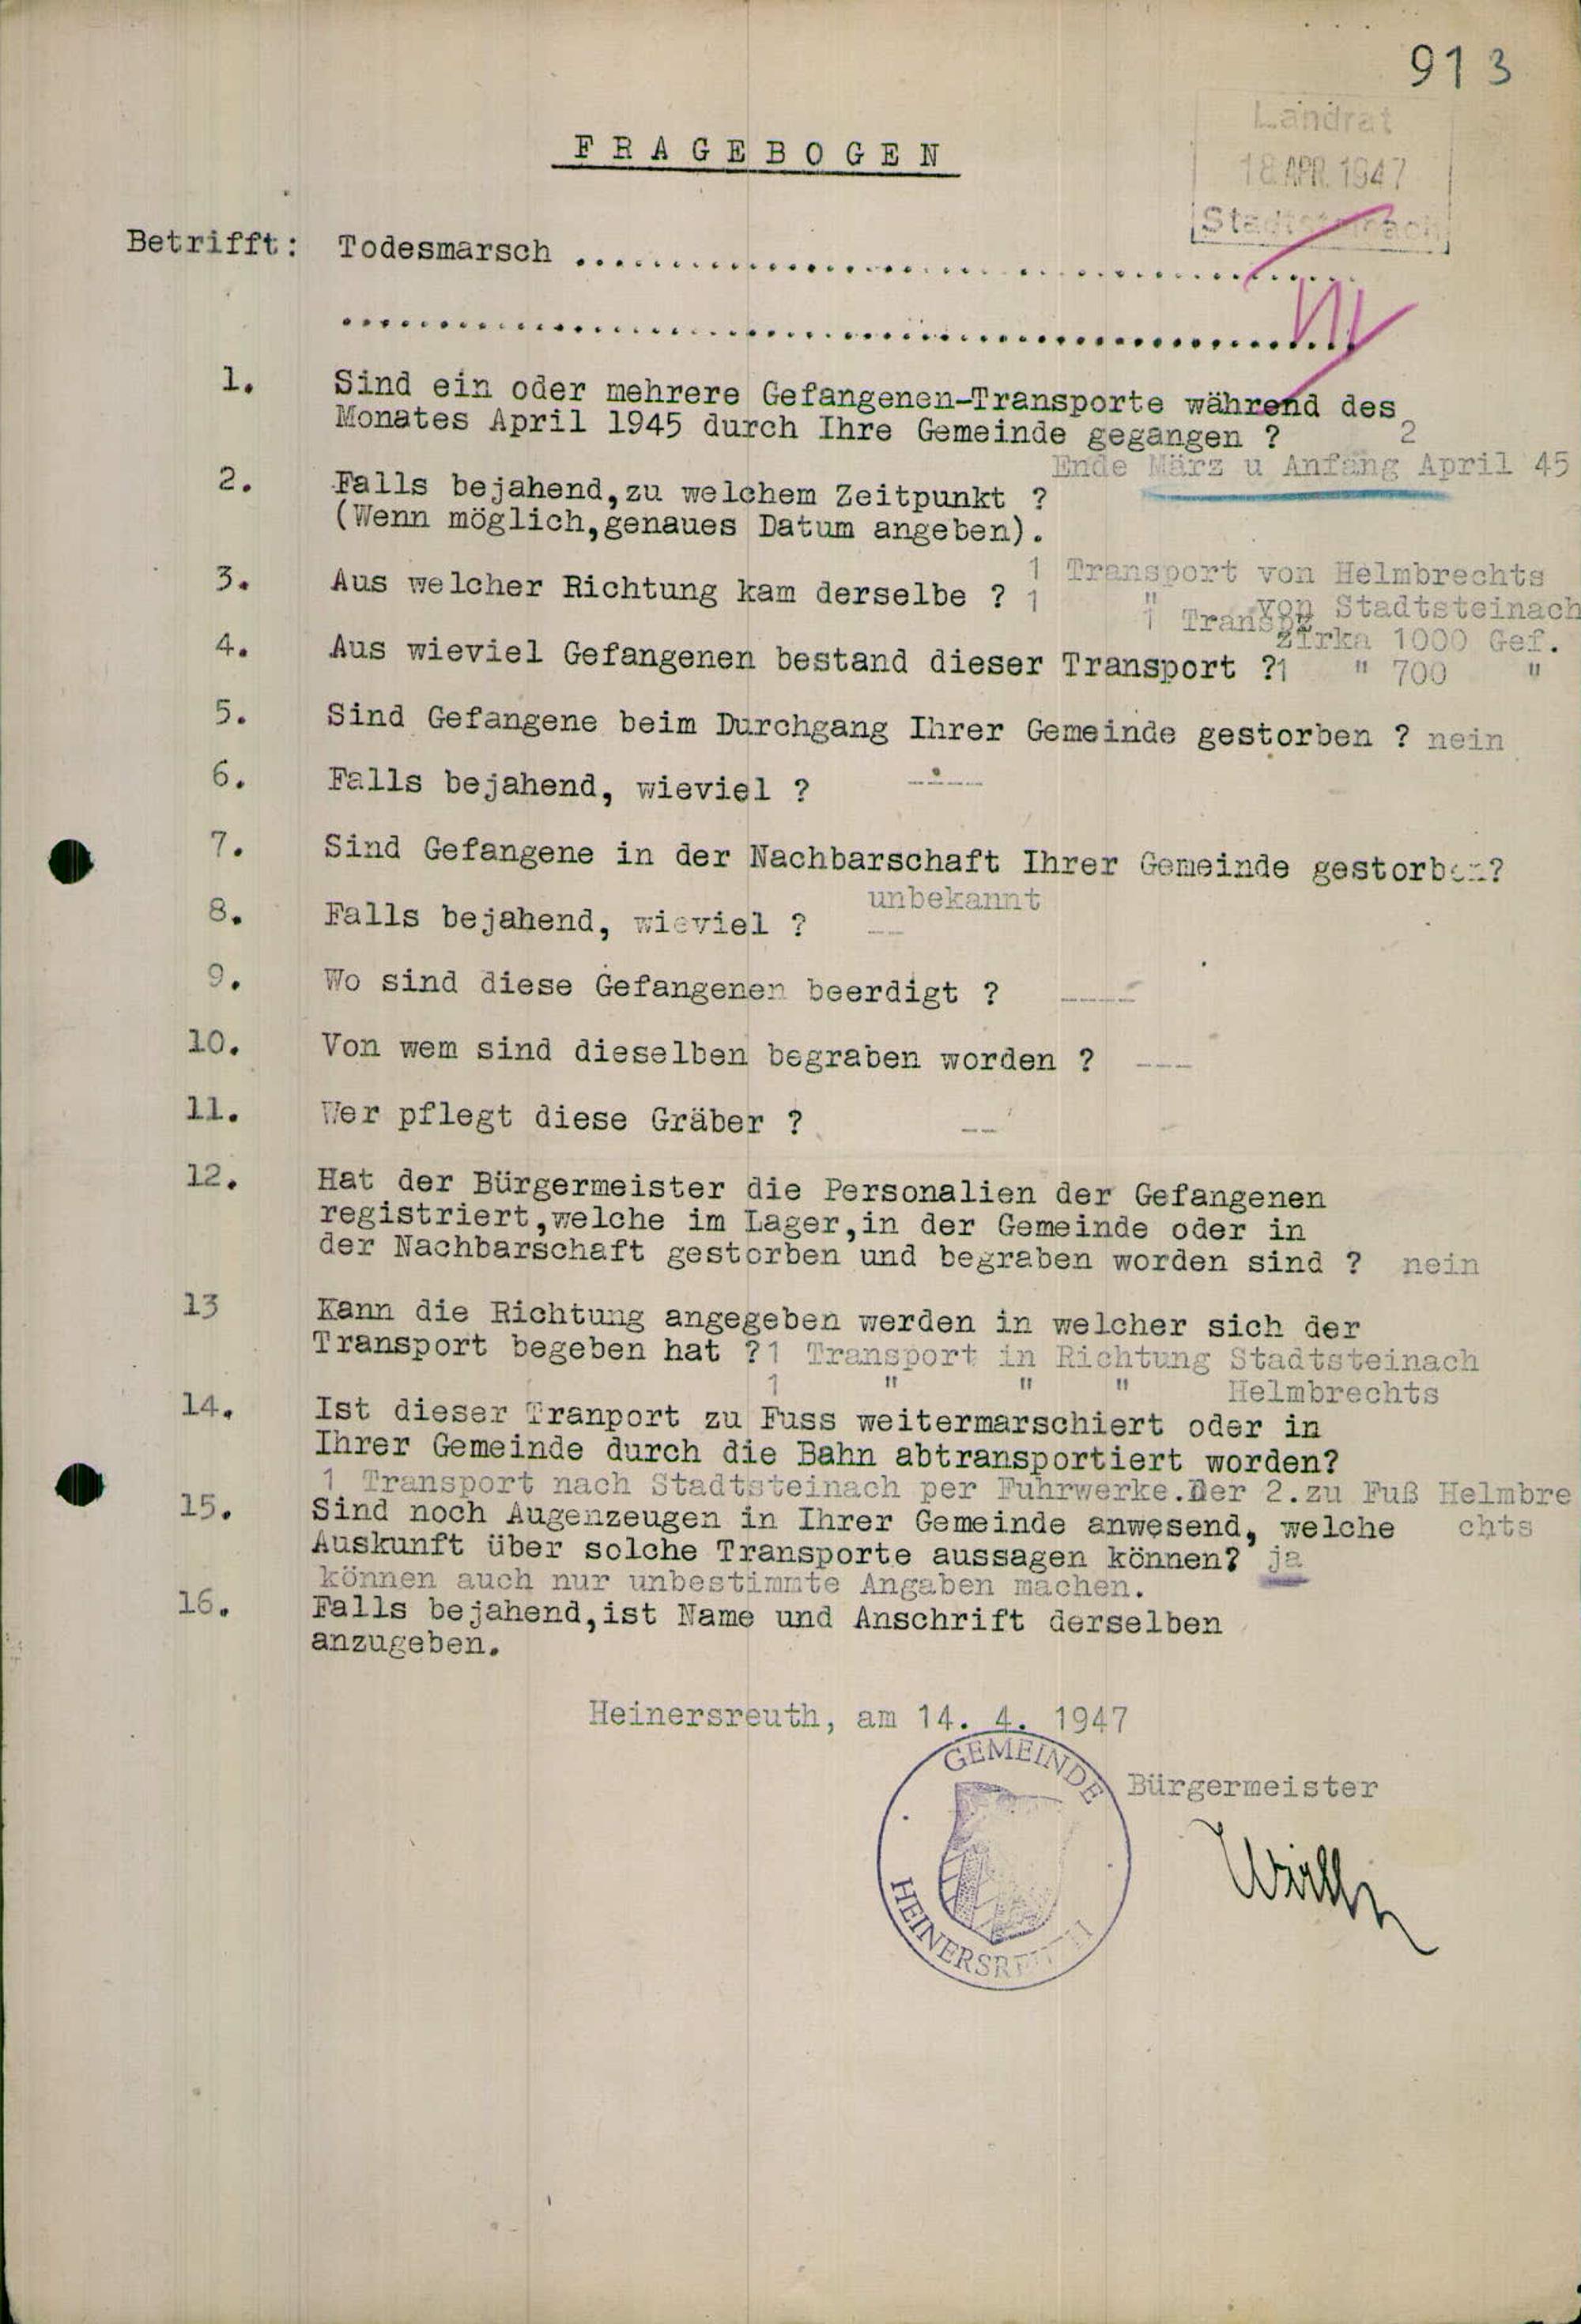 913
Landrat
18.APR.1947
Stadtsteinach
FRAGEBOGEN
Betrifft: Todesmarsch ........................................
........................................................
1. Sind ein oder mehrere Gefangenen-Transporte während des
Monates April 1945 durch Ihre Gemeinde gegangen ? 2
Ende März u Anfang April 45
2. Falls bejahend,zu welchem Zeitpunkt ?
(Wenn möglich,genaues Datum angeben).
1 Transport von Helmbrechts
3. Aus welcher Richtung kam derselbe ? 1 " von Stadtsteinach
1 Transp. zirka 1000 Gef.
4. Aus wieviel Gefangenen bestand dieser Transport ?1 " 700 "
5. Sind Gefangene beim Durchgang Ihrer Gemeinde gestorben ? nein
6. Falls bejahend, wieviel ? ----
7. Sind Gefangene in der Nachbarschaft Ihrer Gemeinde gestorben?
unbekannt
8. Falls bejahend, wieviel ? --
9. Wo sind diese Gefangenen beerdigt ? ----
10. Von wem sind dieselben begraben worden ? ---
11. Wer pflegt diese Gräber ? --
12. Hat der Bürgermeister die Personalien der Gefangenen
registriert,welche im Lager,in der Gemeinde oder in
der Nachbarschaft gestorben und begraben worden sind ? nein
13 Kann die Richtung angegeben werden in welcher sich der
Transport begeben hat ?1 Transport in Richtung Stadtsteinach
1 " " " Helmbrechts
14. Ist dieser Tranport zu Fuss weitermarschiert oder in
Ihrer Gemeinde durch die Bahn abtransportiert worden?
1 Transport nach Stadtsteinach per Fuhrwerke.Der 2.zu Fuß Helmbre
15. Sind noch Augenzeugen in Ihrer Gemeinde anwesend, welche chts
Auskunft über solche Transporte aussagen können? ja
können auch nur unbestimmte Angaben machen.
16. Falls bejahend,ist Name und Anschrift derselben
anzugeben.
Heinersreuth, am 14. 4. 1947
GEMEINDE
HEINERSREUTH
Bürgermeister
Wirth